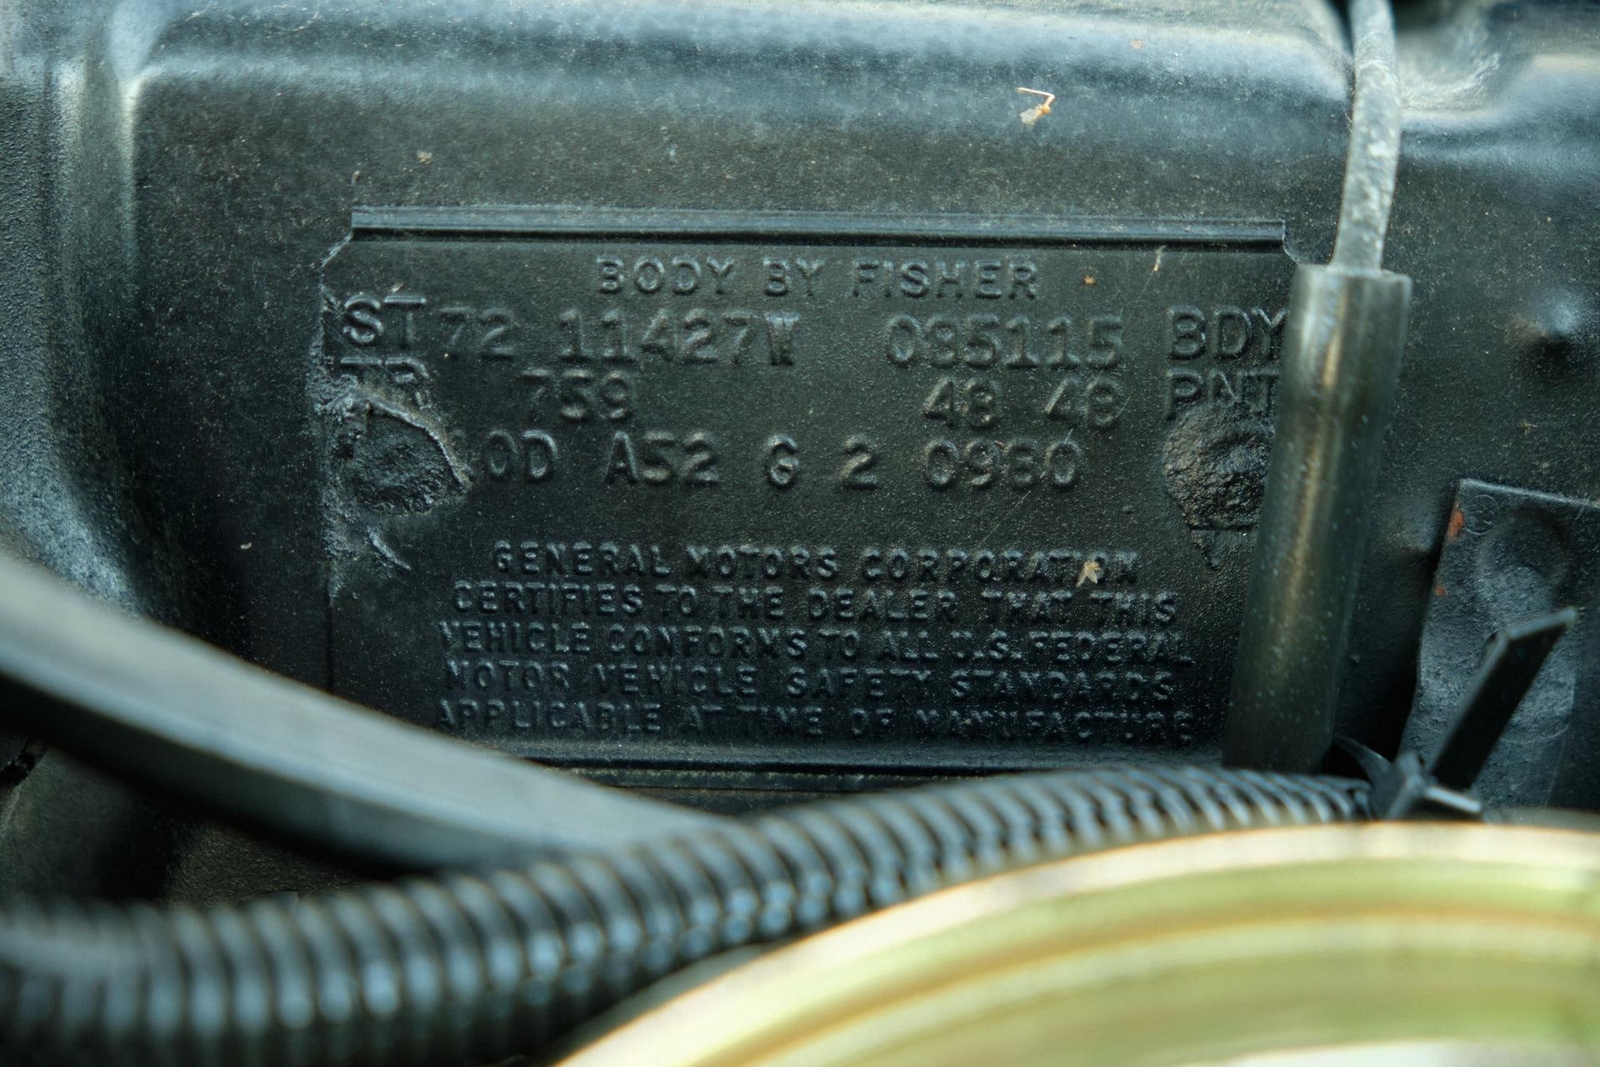 BODY BY FISHER
ST 72 11427W 085115 BDY
TR 759 48 48 PNT
0D A52 G 2 0980
GENERAL MOTORS CORPORATION
CERTIFIES TO THE DEALER THAT THIS
VEHICLE CONFORMS TO ALL U.S. FEDERAL
MOTOR VEHICLE SAFETY STANDARDS
APPLICABLE AT TIME OF MANUFACTURE